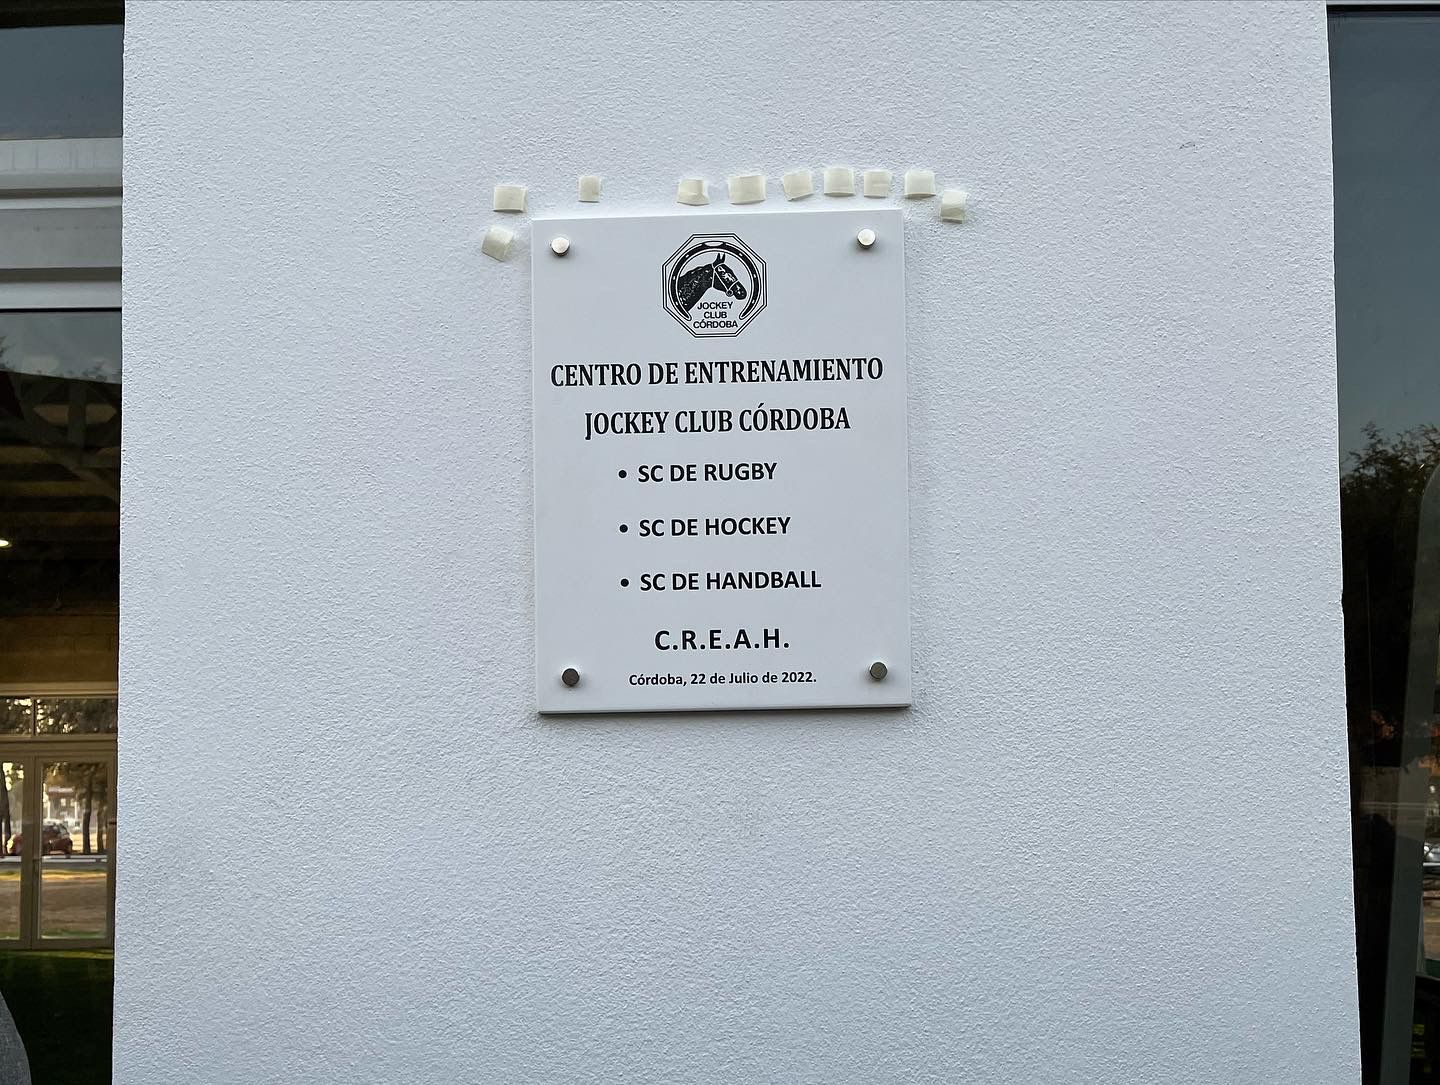 JOCKEY
CLUB
CÓRDOBA
CENTRO DE ENTRENAMIENTO
JOCKEY CLUB CÓRDOBA
• SC DE RUGBY
• SC DE HOCKEY
• SC DE HANDBALL
C.R.E.A.H.
Córdoba, 22 de Julio de 2022.